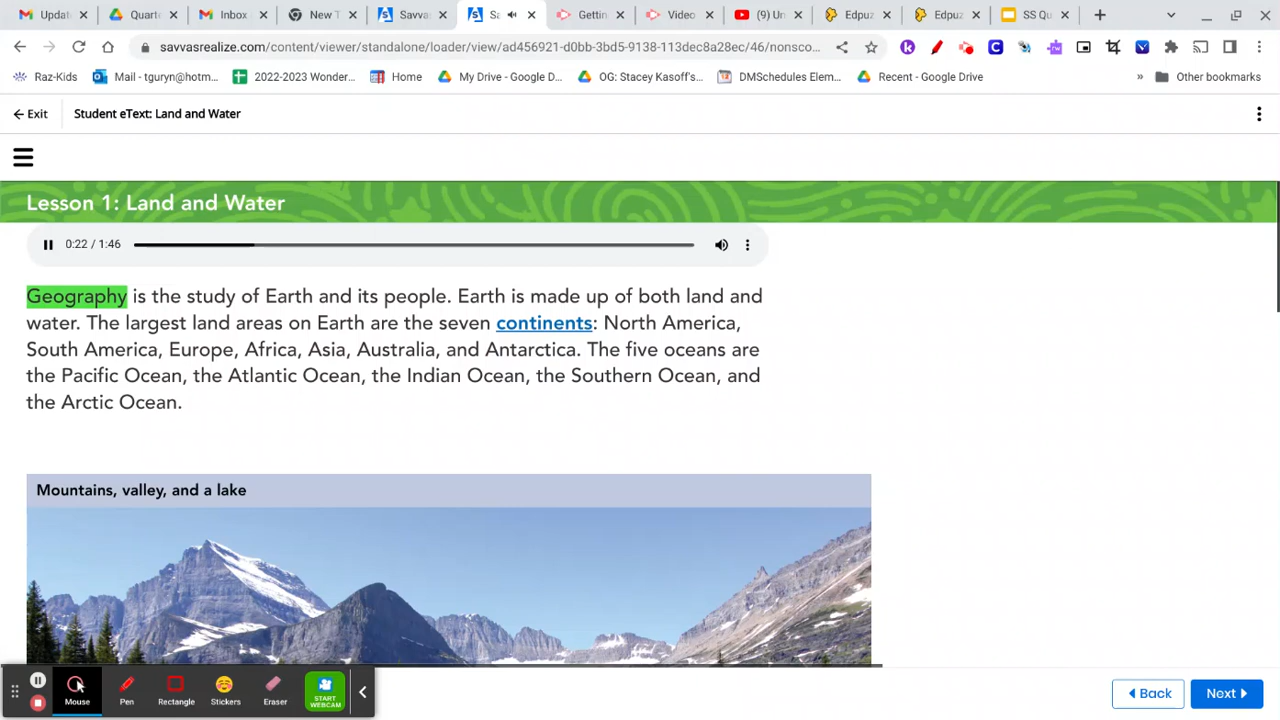 Update
Quarte
Inbox
New T
Savvas
Sa
Gettin
Video
(9) Un
Edpuz
Edpuz
SS Qu
savvasrealize.com/content/viewer/standalone/loader/view/ad456921-d0bb-3bd5-9138-113dec8a28ec/46/nonsco...
Raz-Kids
Mail - tguryn@hotm...
2022-2023 Wonder...
Home
My Drive - Google D...
OG: Stacey Kasoff's...
DMSchedules Elem...
Recent - Google Drive
»
Other bookmarks
Exit
Student eText: Land and Water
Lesson 1: Land and Water
0:22 / 1:46
Geography is the study of Earth and its people. Earth is made up of both land and
water. The largest land areas on Earth are the seven continents: North America,
South America, Europe, Africa, Asia, Australia, and Antarctica. The five oceans are
the Pacific Ocean, the Atlantic Ocean, the Indian Ocean, the Southern Ocean, and
the Arctic Ocean.
Mountains, valley, and a lake
Mouse
Pen
Rectangle
Stickers
Eraser
START
WEBCAM
Back
Next